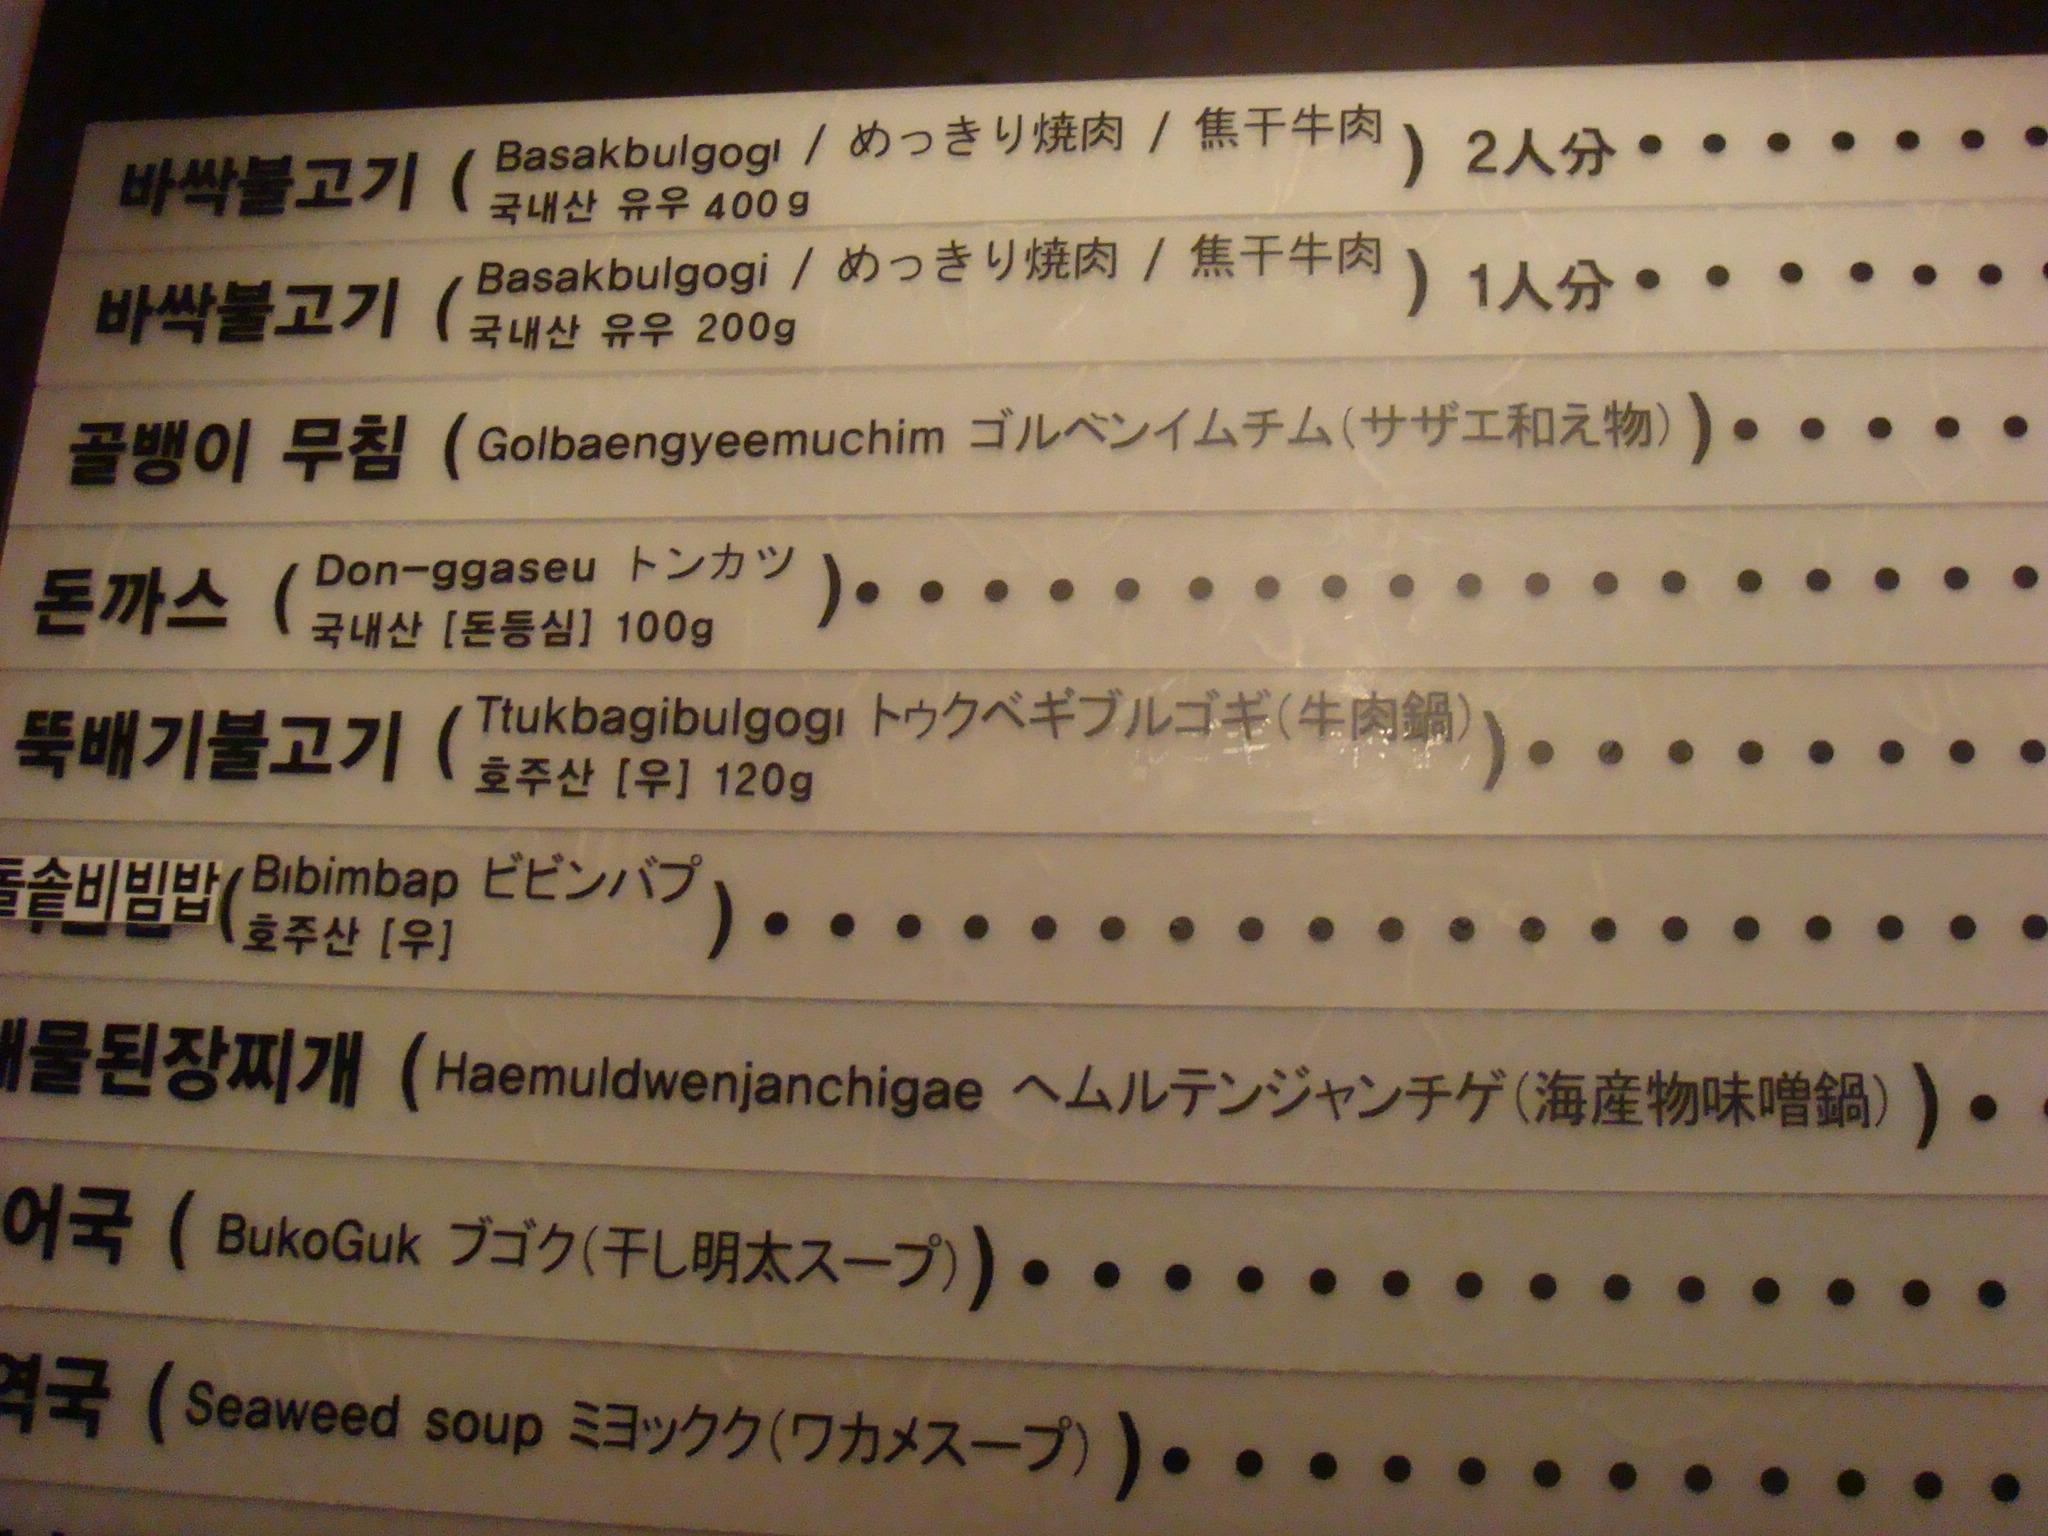 바싹불고기 ( Basakbulgogi / めっきり焼肉 / 焦干牛肉 ) 2人分 • • • • • • •
국내산 유우 400g
바싹불고기 ( Basakbulgogi / めっきり焼肉 / 焦干牛肉 ) 1人分 • • • • • • •
국내산 유우 200g
골뱅이 무침 ( Golbaengyeemuchim ゴルベンイムチム(サザエ和え物) ) • • • • •
돈까스 ( Don-ggaseu トンカツ ) • • • • • • • • • • • • • • • • • •
국내산 [돈등심] 100g
뚝배기불고기 ( Ttukbagibulgogi トゥクベギブルゴギ(牛肉鍋) ) • • • • • • • •
호주산 [우] 120g
돌솥비빔밥 ( Bibimbap ビビンバプ ) • • • • • • • • • • • • • • • • • • •
호주산 [우]
물된장찌개 ( Haemuldwenjanchigae ヘムルテンジャンチゲ(海産物味噌鍋) ) • •
어국 ( BukoGuk ブゴク(干し明太スープ) ) • • • • • • • • • • • • • •
역국 ( Seaweed soup ミヨックク(ワカメスープ) ) • • • • • • • • • • • •